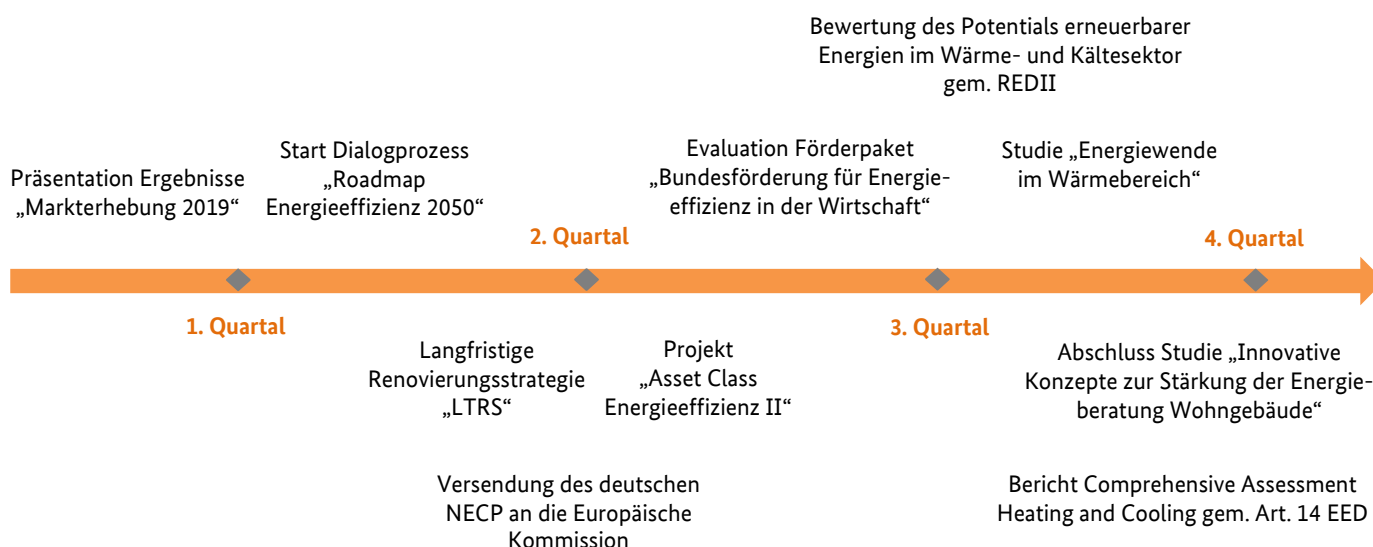 Bewertung des Potentials erneuerbarer
Energien im Wärme- und Kältesektor
gem. REDII
Präsentation Ergebnisse
„Markterhebung 2019“
Start Dialogprozess
„Roadmap
Energieeffizienz 2050“
Evaluation Förderpaket
„Bundesförderung für Energie-
effizienz in der Wirtschaft“
Studie „Energiewende
im Wärmebereich“
2. Quartal
4. Quartal
1. Quartal
3. Quartal
Langfristige
Renovierungsstrategie
„LTRS“
Projekt
„Asset Class
Energieeffizienz II“
Abschluss Studie „Innovative
Konzepte zur Stärkung der Energie-
beratung Wohngebäude“
Versendung des deutschen
NECP an die Europäische
Kommission
Bericht Comprehensive Assessment
Heating and Cooling gem. Art. 14 EED